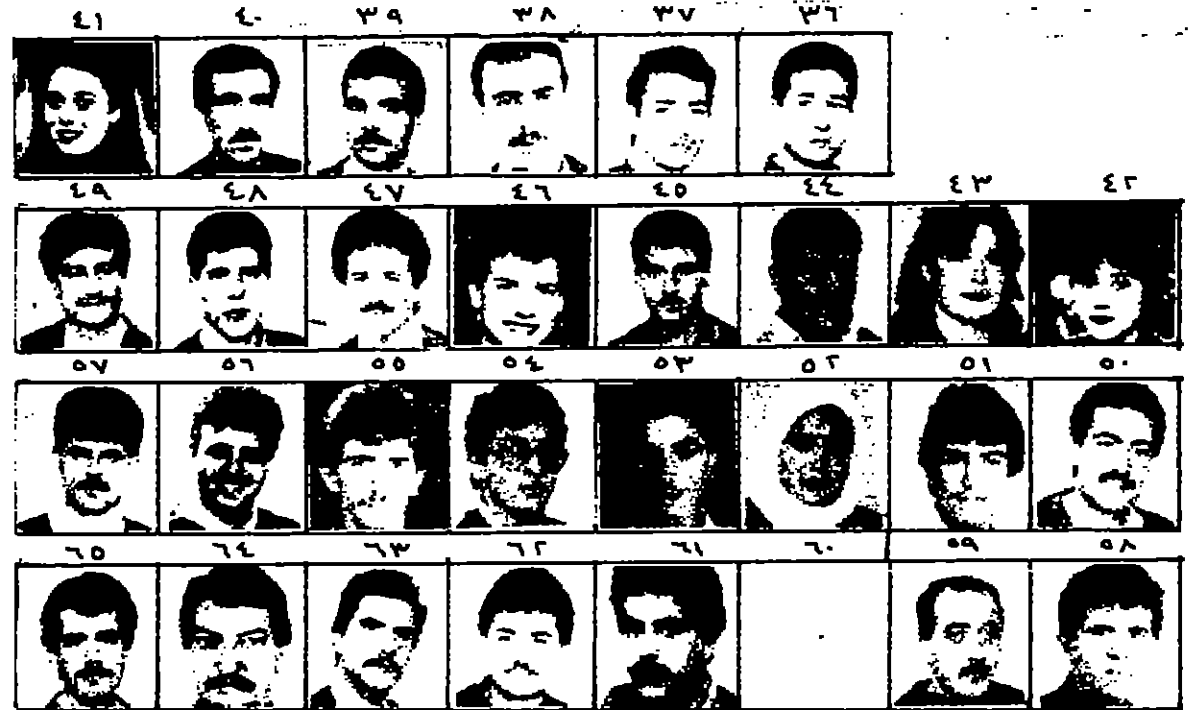 ٣٦ ٣٧ ٣٨ ٣٩ ٤٠ ٤١
٤٢ ٤٣ ٤٤ ٤٥ ٤٦ ٤٧ ٤٨ ٤٩
٥٠ ٥١ ٥٢ ٥٣ ٥٤ ٥٥ ٥٦ ٥٧
٥٨ ٥٩ ٦٠ ٦١ ٦٢ ٦٣ ٦٤ ٦٥